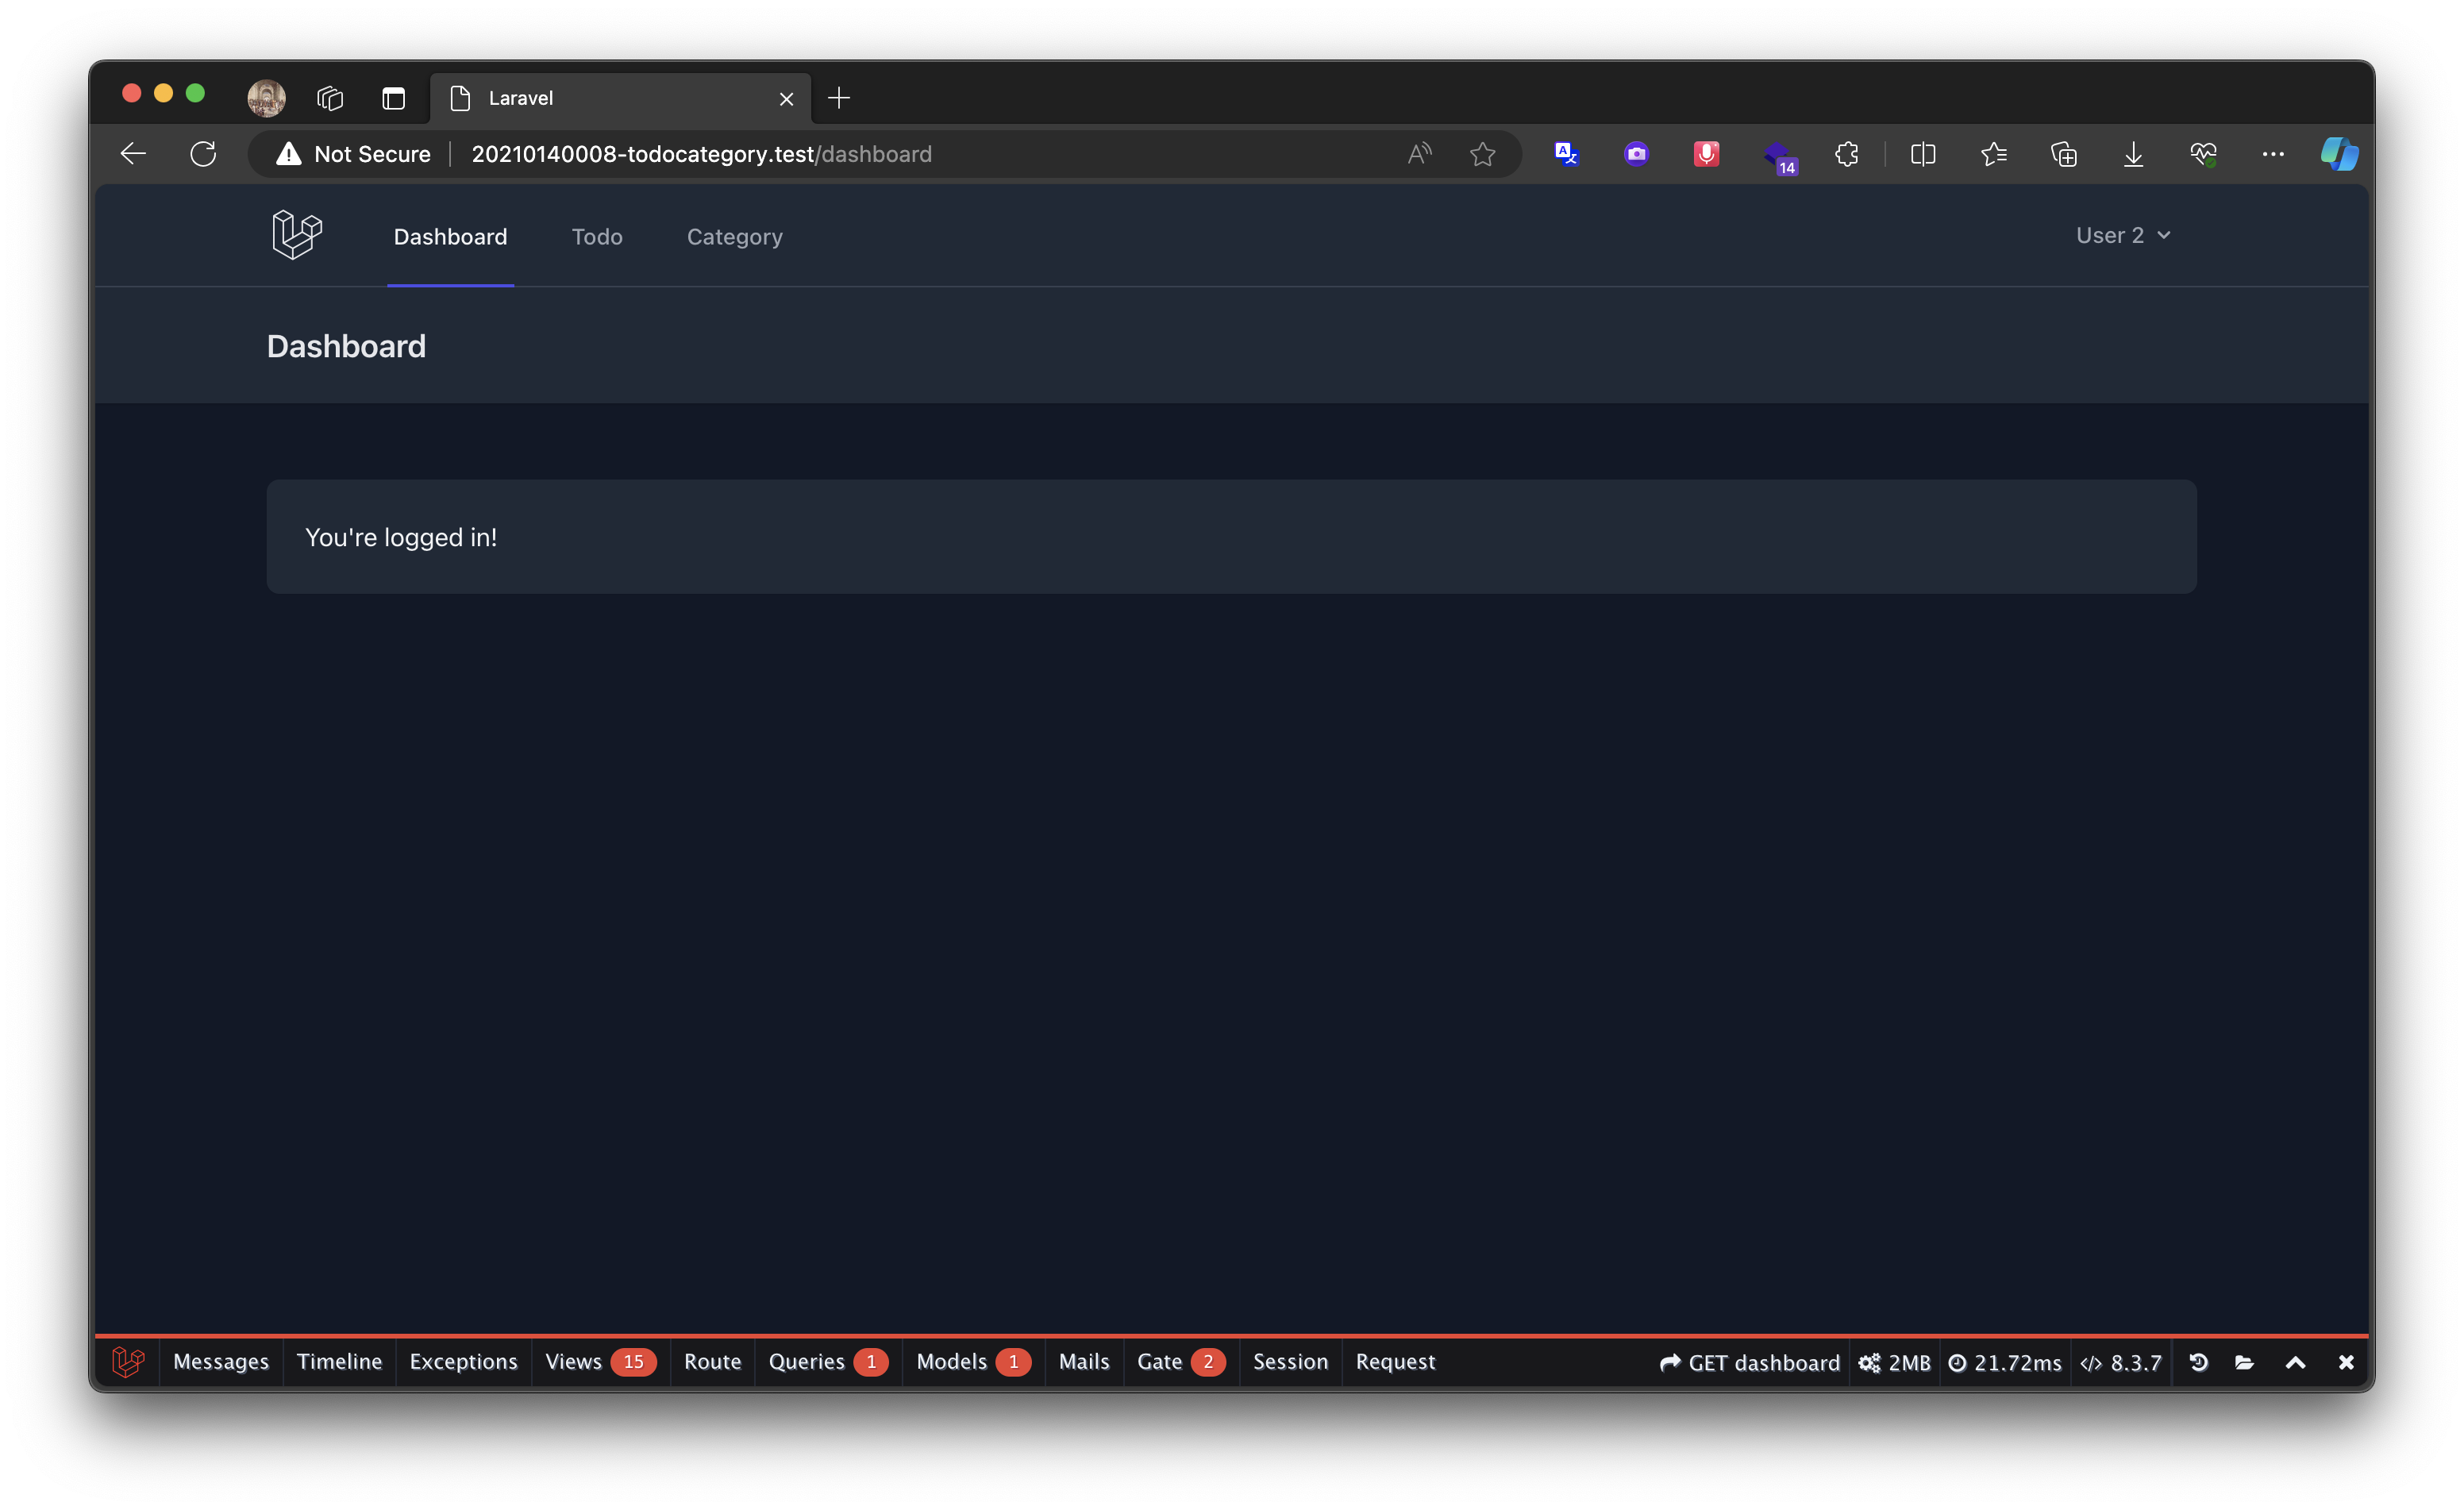 Laravel
Not Secure 20210140008-todocategory.test/dashboard
14
Dashboard Todo Category User 2
Dashboard
You're logged in!
Messages Timeline Exceptions Views 15 Route Queries 1 Models 1 Mails Gate 2 Session Request GET dashboard 2MB 21.72ms 8.3.7